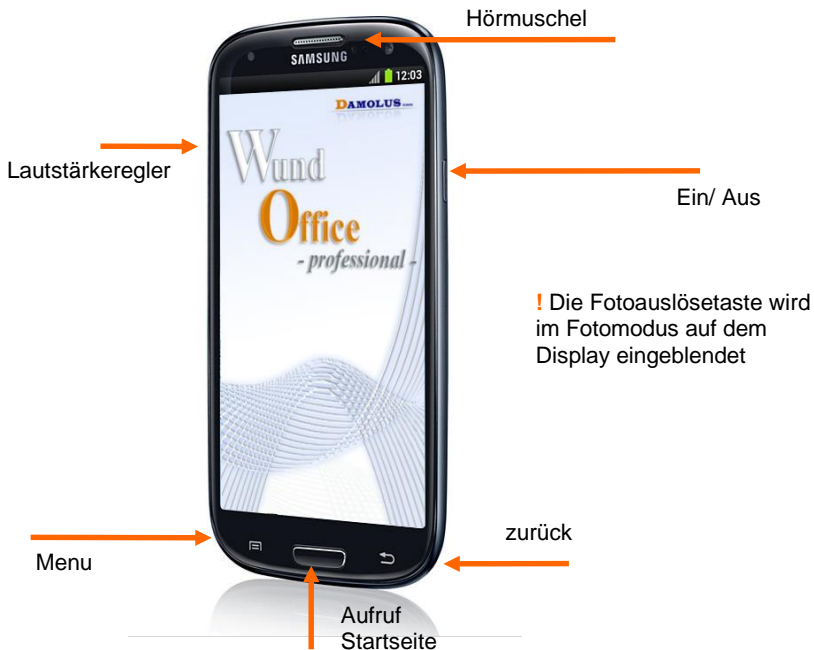 Hörmuschel
SAMSUNG
12:03
DAMOLUS
Lautstärkeregler
Wund
Office
- professional -
Ein/ Aus
! Die Fotoauslösetaste wird
im Fotomodus auf dem
Display eingeblendet
zurück
Menu
Aufruf
Startseite